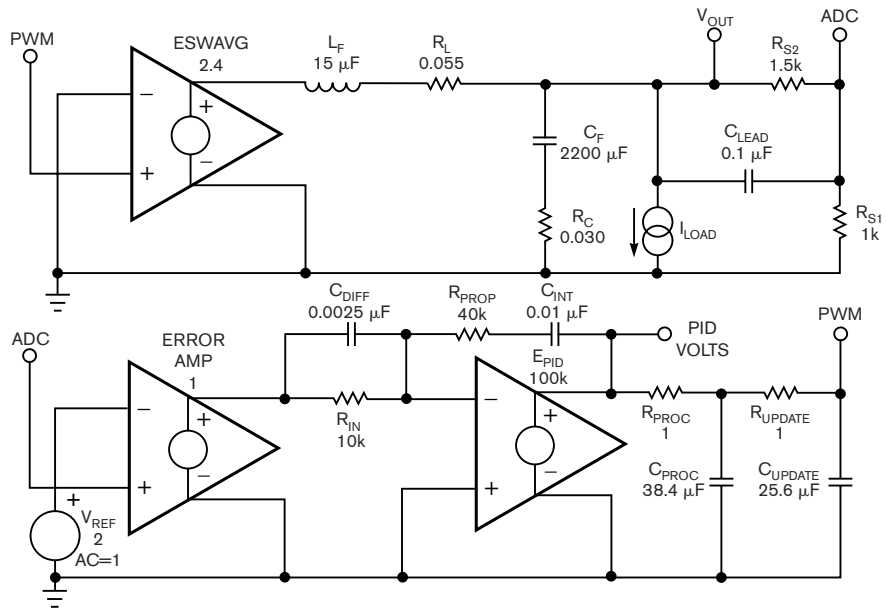 PWM
ESWAVG
2.4
LF
15 µF
RL
0.055
VOUT
ADC
RS2
1.5k
CF
2200 µF
CLEAD
0.1 µF
RC
0.030
ILOAD
RS1
1k
ADC
ERROR
AMP
1
CDIFF
0.0025 µF
RPROP
40k
CINT
0.01 µF
PID
VOLTS
PWM
EPID
100k
RIN
10k
RPROC
1
RUPDATE
1
CPROC
38.4 µF
CUPDATE
25.6 µF
VREF
2
AC=1